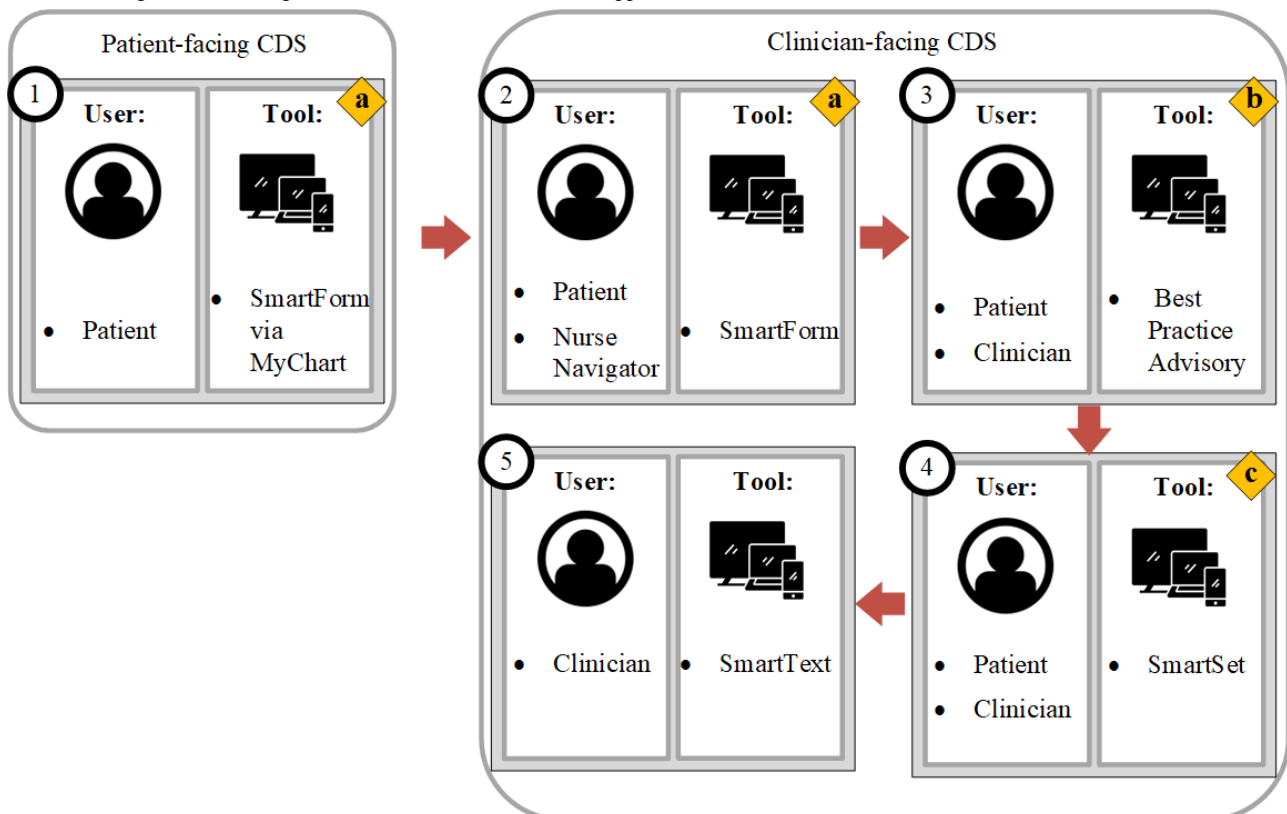 Patient-facing CDS
Clinician-facing CDS
1
User:
Tool:
a
• Patient
• SmartForm
via
MyChart
2
User:
Tool:
a
• Patient
• Nurse
Navigator
• SmartForm
3
User:
Tool:
b
• Patient
• Clinician
• Best
Practice
Advisory
4
User:
Tool:
c
• Patient
• Clinician
• SmartSet
5
User:
Tool:
• Clinician
• SmartText